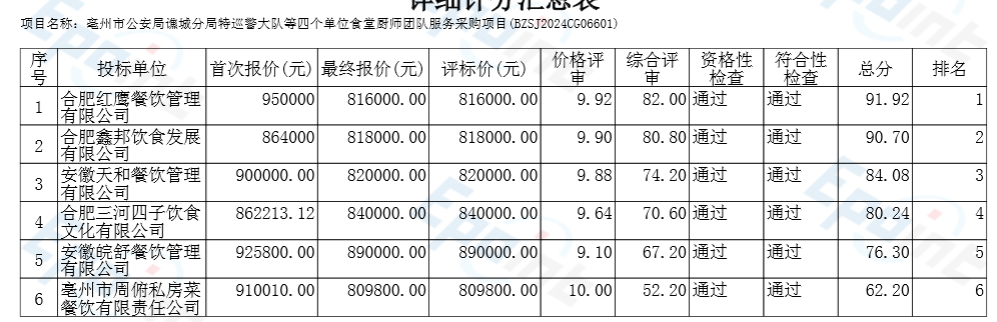 详细评分汇总表
项目名称：亳州市公安局谯城分局特巡警大队等四个单位食堂厨师团队服务采购项目(BZSJ2024CG06601)
序号 投标单位 首次报价(元) 最终报价(元) 评标价(元) 价格评审 综合评审 资格性检查 符合性检查 总分 排名
1 合肥红鹰餐饮管理有限公司 950000 816000.00 816000.00 9.92 82.00 通过 通过 91.92 1
2 合肥鑫邦饮食发展有限公司 864000 818000.00 818000.00 9.90 80.80 通过 通过 90.70 2
3 安徽天和餐饮管理有限公司 900000.00 820000.00 820000.00 9.88 74.20 通过 通过 84.08 3
4 合肥三河四子饮食文化有限公司 862213.12 840000.00 840000.00 9.64 70.60 通过 通过 80.24 4
5 安徽皖舒餐饮管理有限公司 925800.00 890000.00 890000.00 9.10 67.20 通过 通过 76.30 5
6 亳州市周俯私房菜餐饮有限责任公司 910010.00 809800.00 809800.00 10.00 52.20 通过 通过 62.20 6